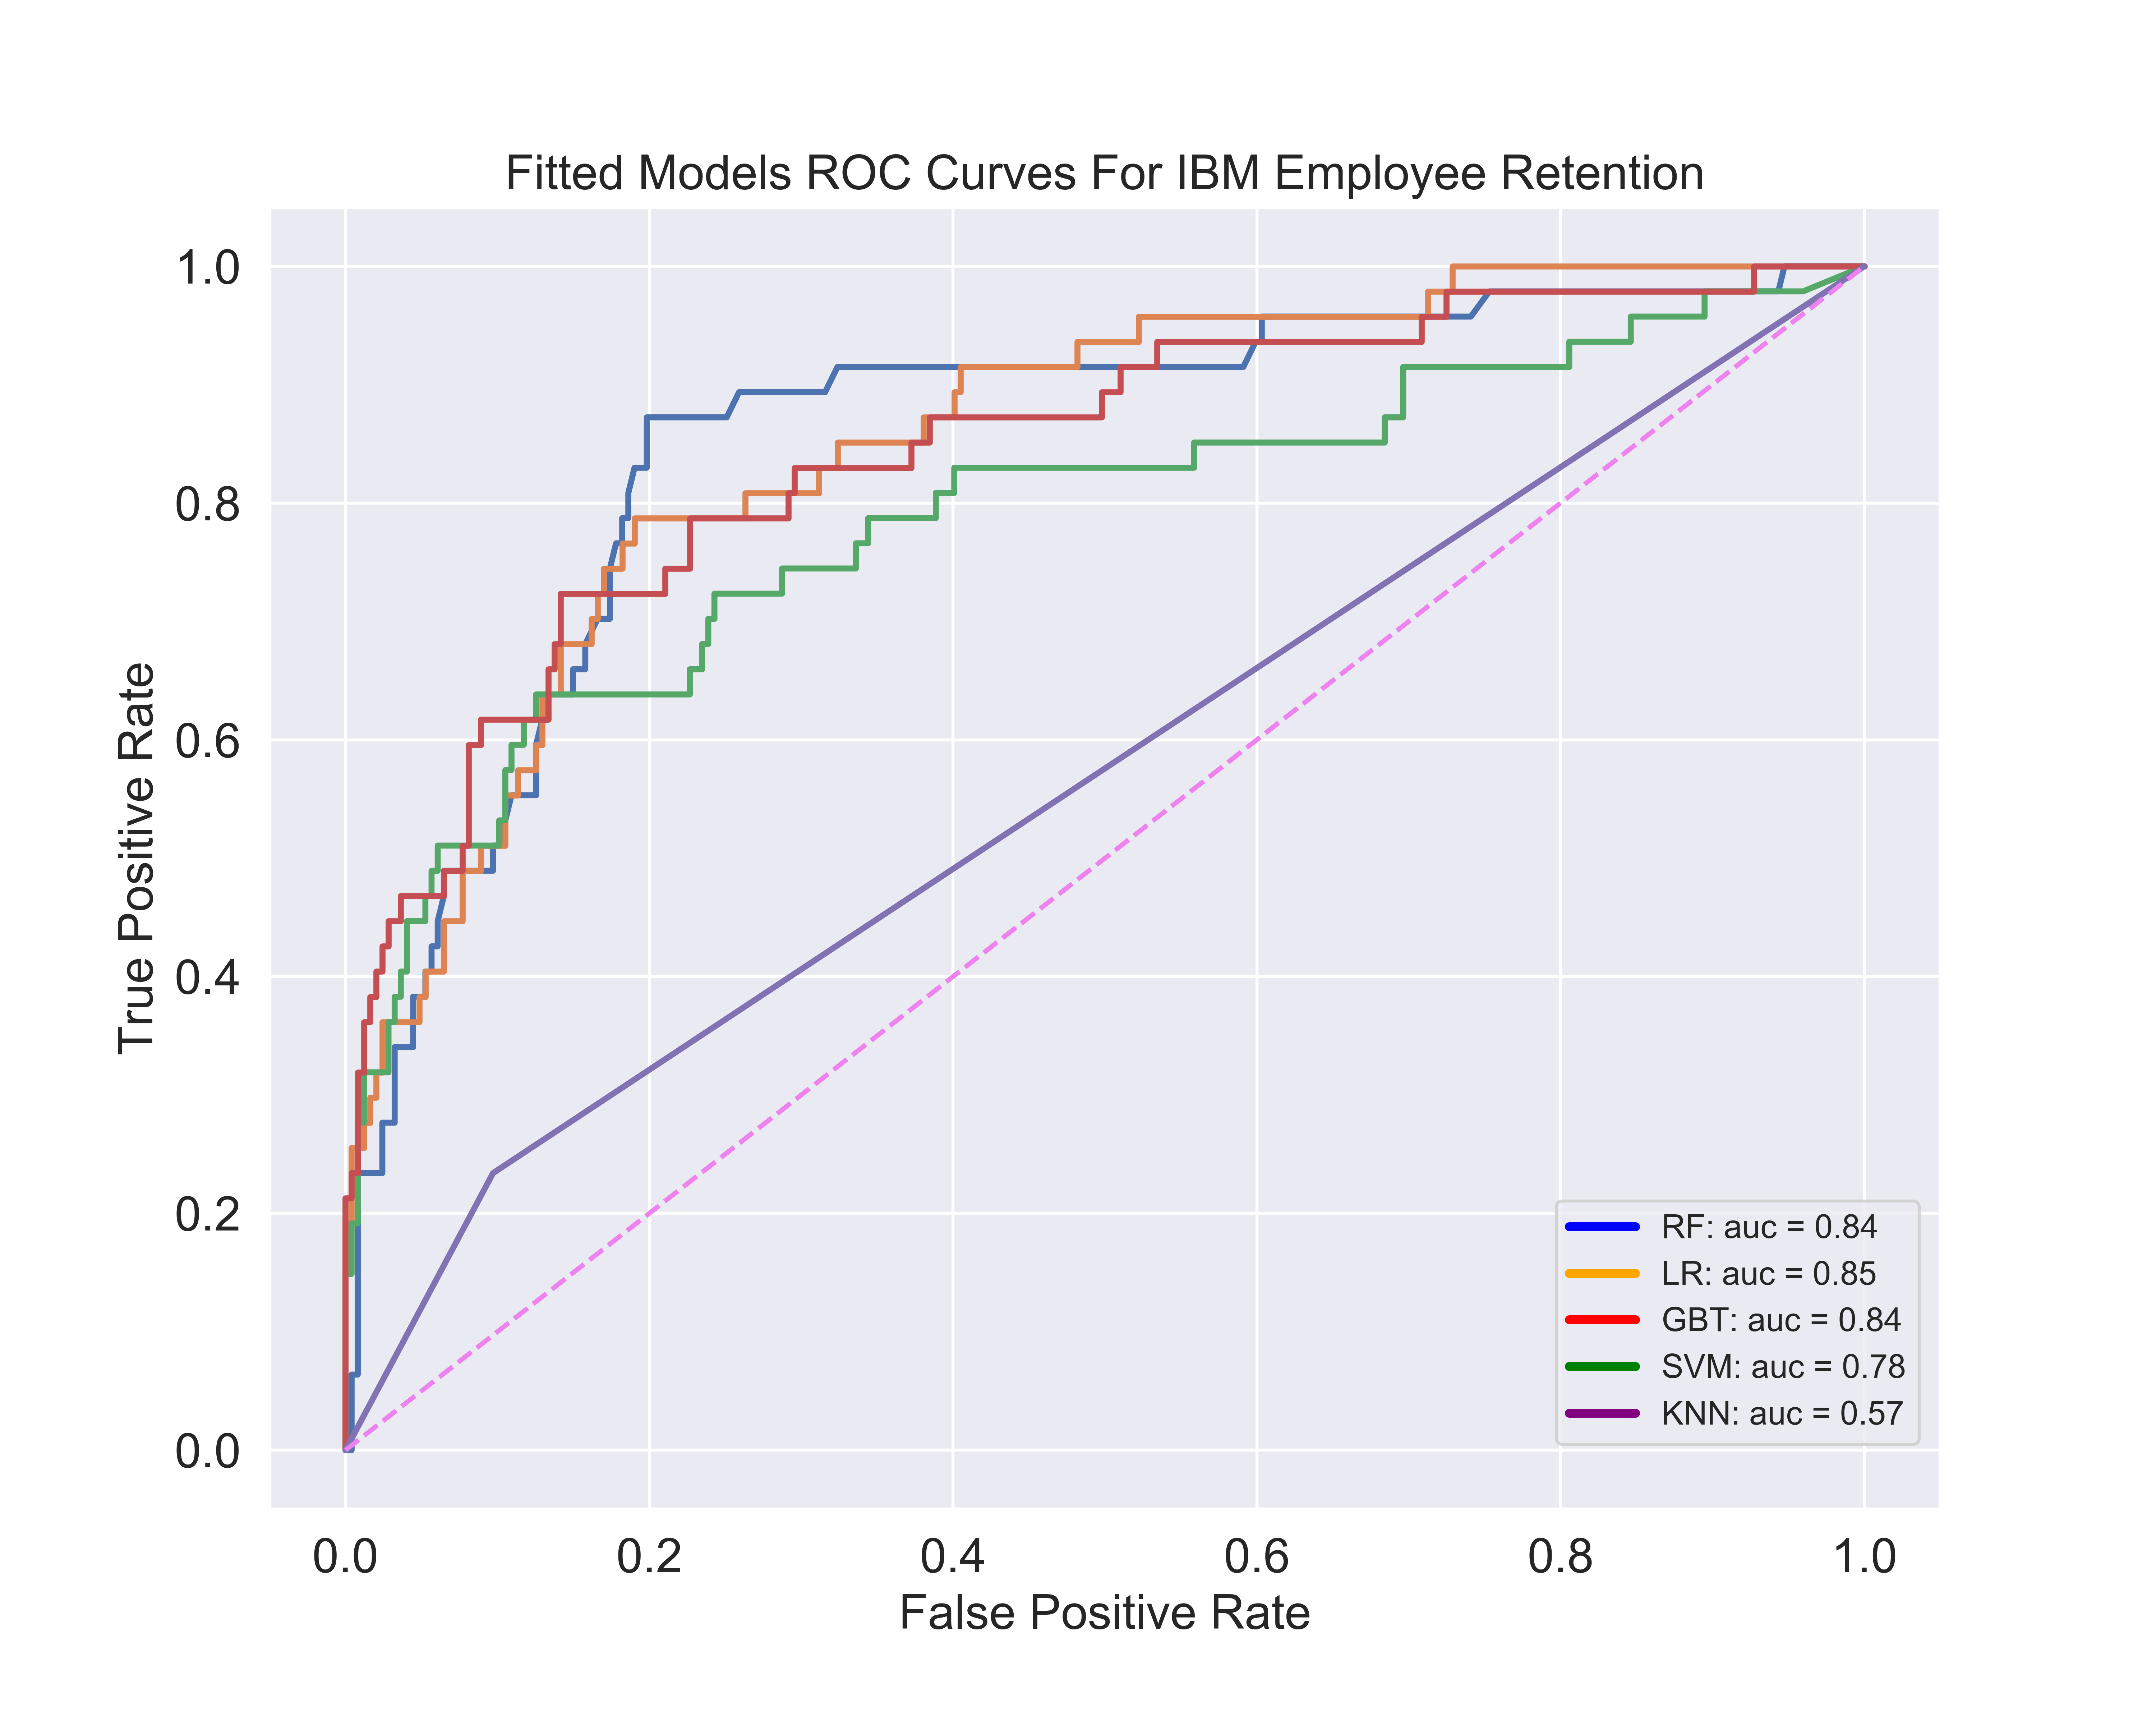 Fitted Models ROC Curves For IBM Employee Retention
True Positive Rate
1.0
0.8
0.6
0.4
0.2
0.0
RF: auc = 0.84
LR: auc = 0.85
GBT: auc = 0.84
SVM: auc = 0.78
KNN: auc = 0.57
0.0 0.2 0.4 0.6 0.8 1.0
False Positive Rate